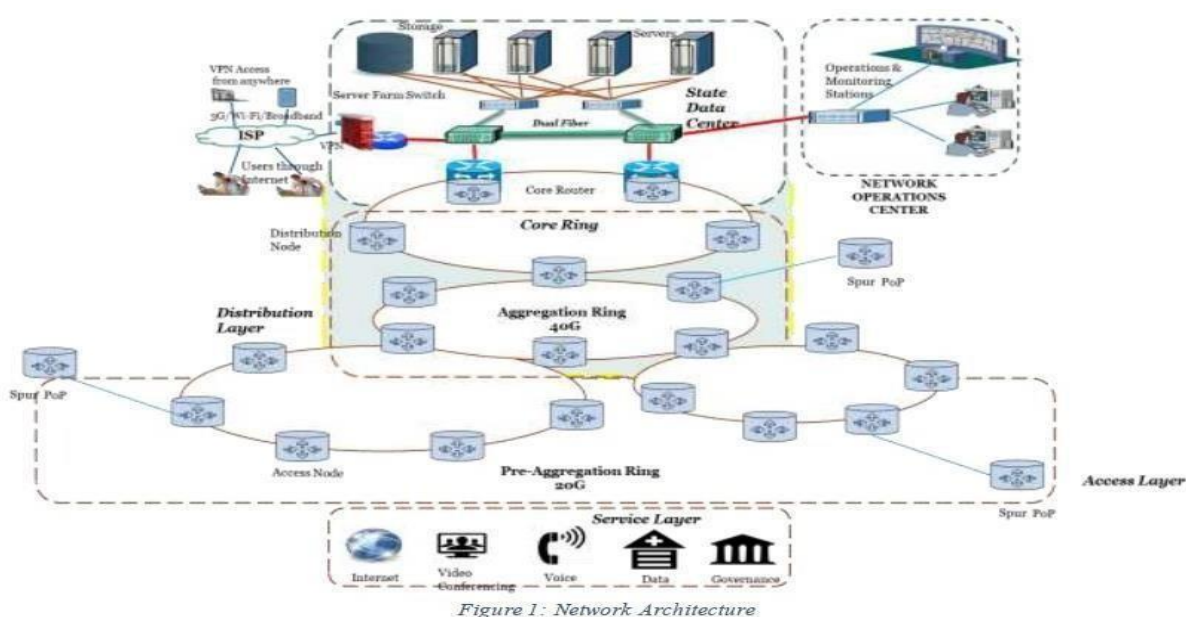 Storage
Servers
VPN Access
from anywhere
3G/Wi-Fi/Broadband
ISP
Users through
Internet
Server Farm Switch
VPN
State
Data
Center
Dual Fiber
Core Router
Operations &
Monitoring
Stations
NETWORK
OPERATIONS
CENTER
Core Ring
Distribution
Node
Spur PoP
Distribution
Layer
Aggregation Ring
40G
Spur PoP
Access Node
Pre-Aggregation Ring
20G
Access Layer
Spur PoP
Service Layer
Internet
Video
Conferencing
Voice
Data
Governance
Figure 1: Network Architecture